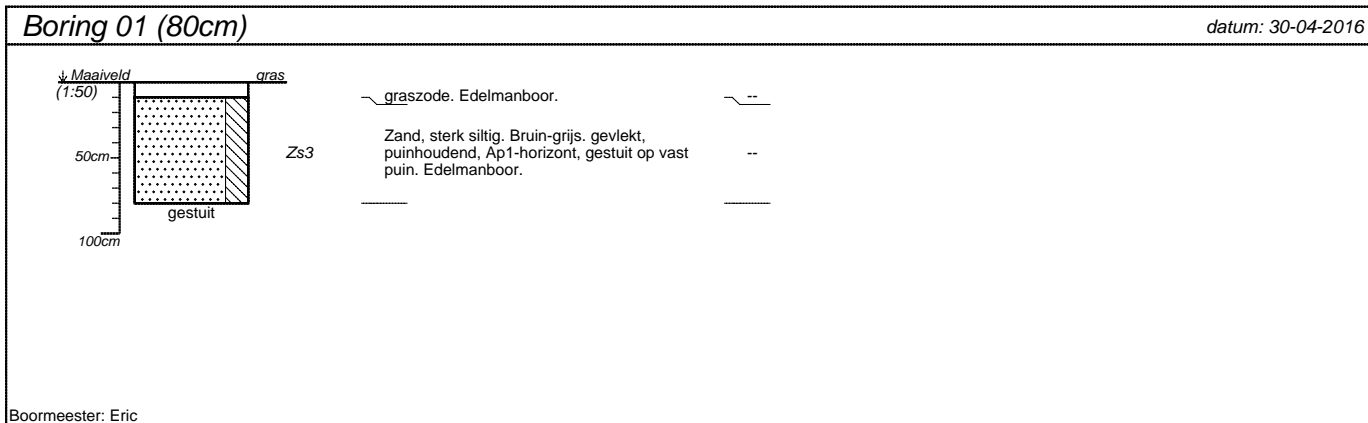 Boring 01 (80cm)
datum: 30-04-2016
Maaiveld
gras
(1:50)
graszode. Edelmanboor.
--
Zand, sterk siltig. Bruin-grijs. gevlekt,
50cm
Zs3
puinhoudend, Ap1-horizont, gestuit op vast
--
puin. Edelmanboor.
gestuit
100cm
Boormeester: Eric